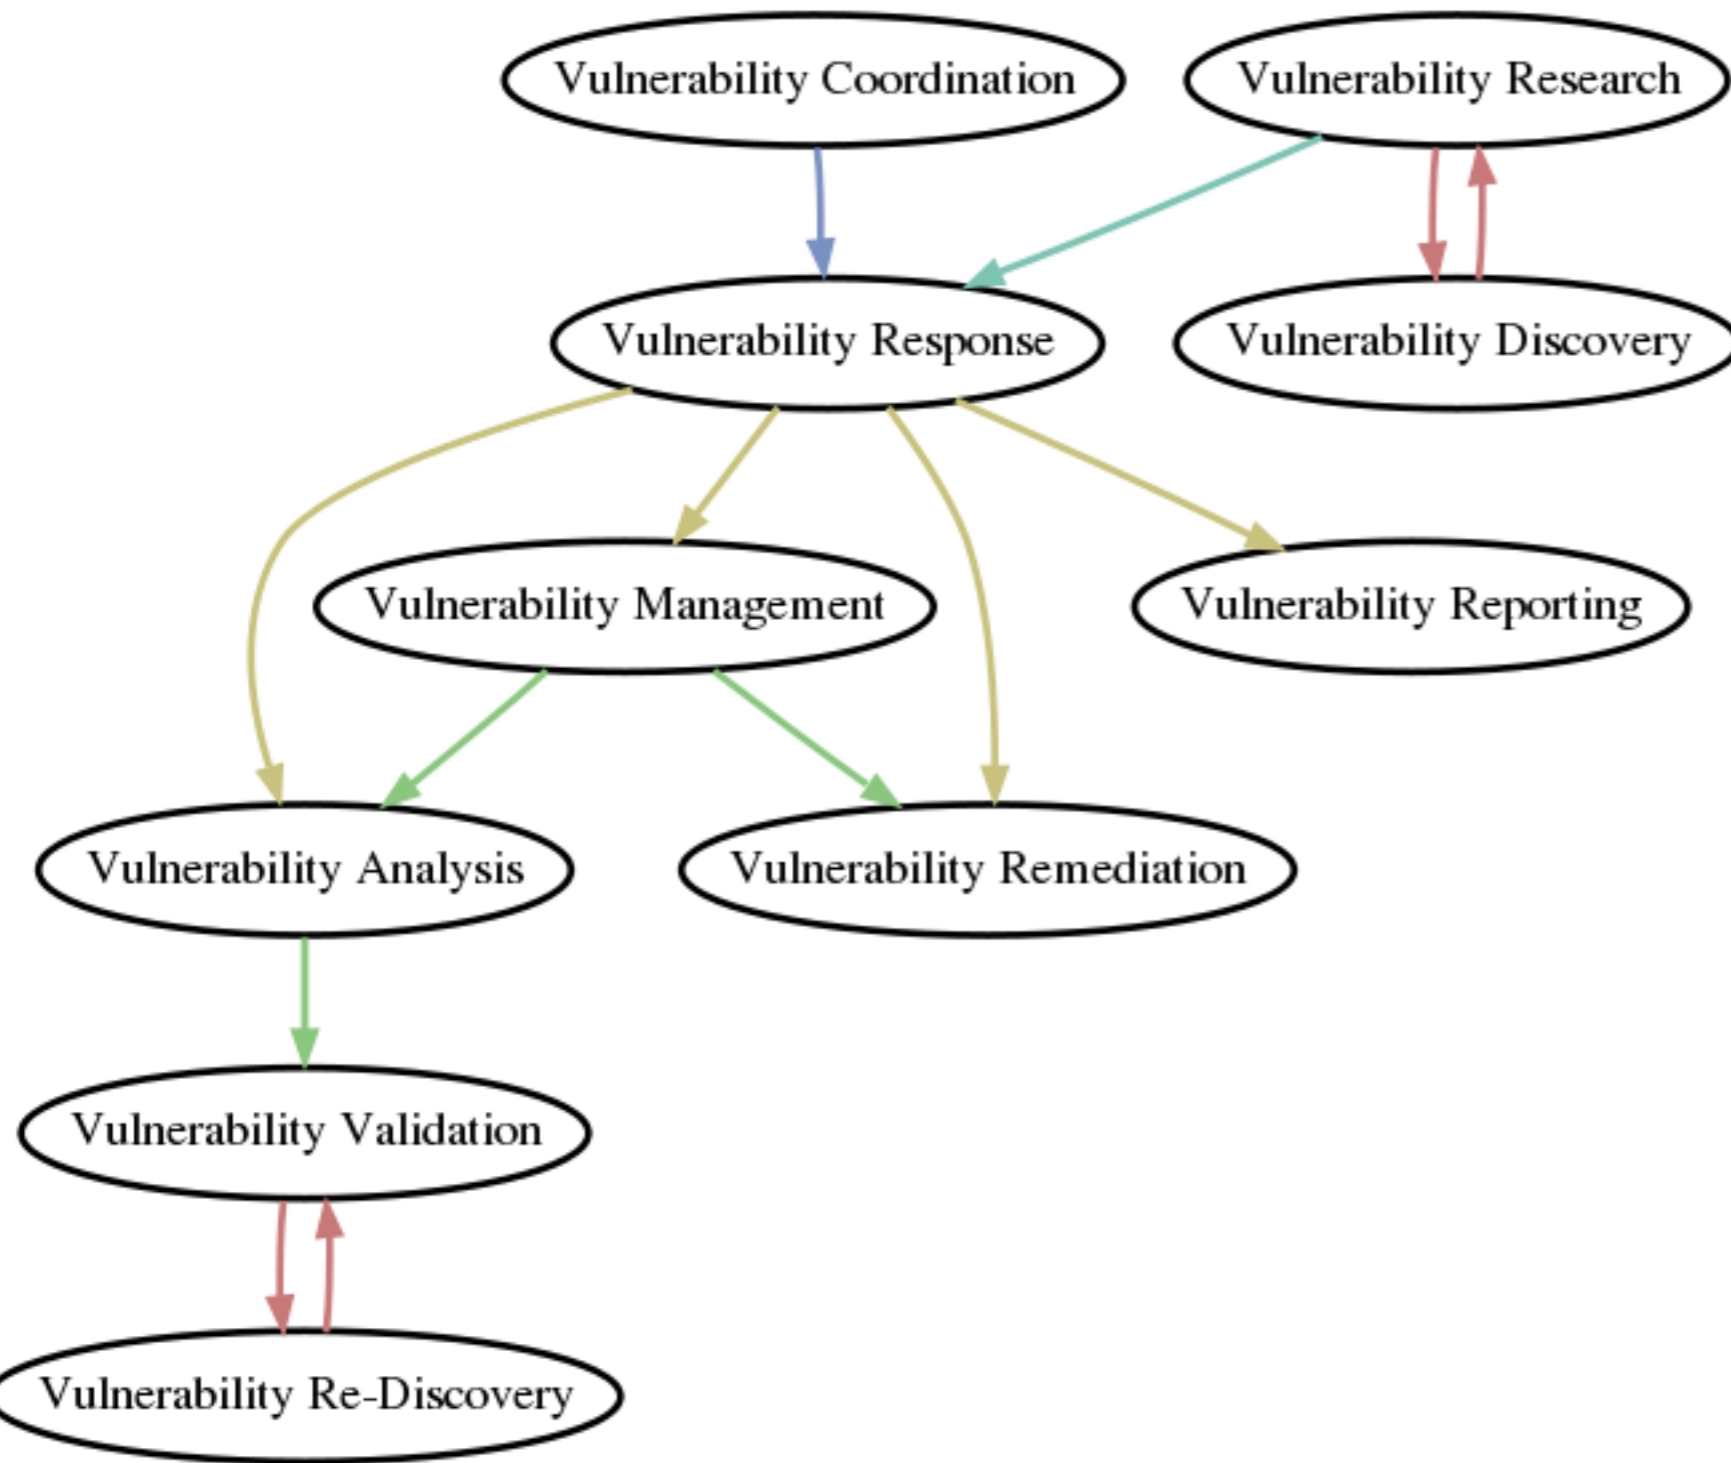 Vulnerability Coordination
Vulnerability Research
Vulnerability Response
Vulnerability Discovery
Vulnerability Management
Vulnerability Reporting
Vulnerability Analysis
Vulnerability Remediation
Vulnerability Validation
Vulnerability Re-Discovery